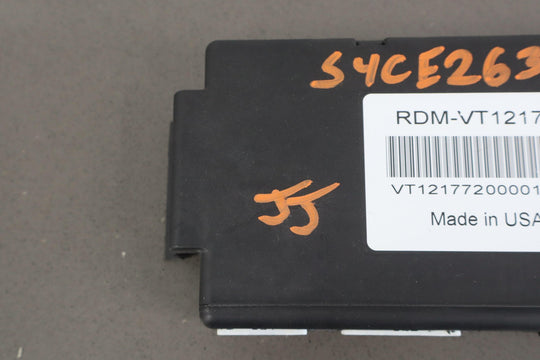 S4CE263
RDM-VT1217
VT12177200001
Made in USA
JJ